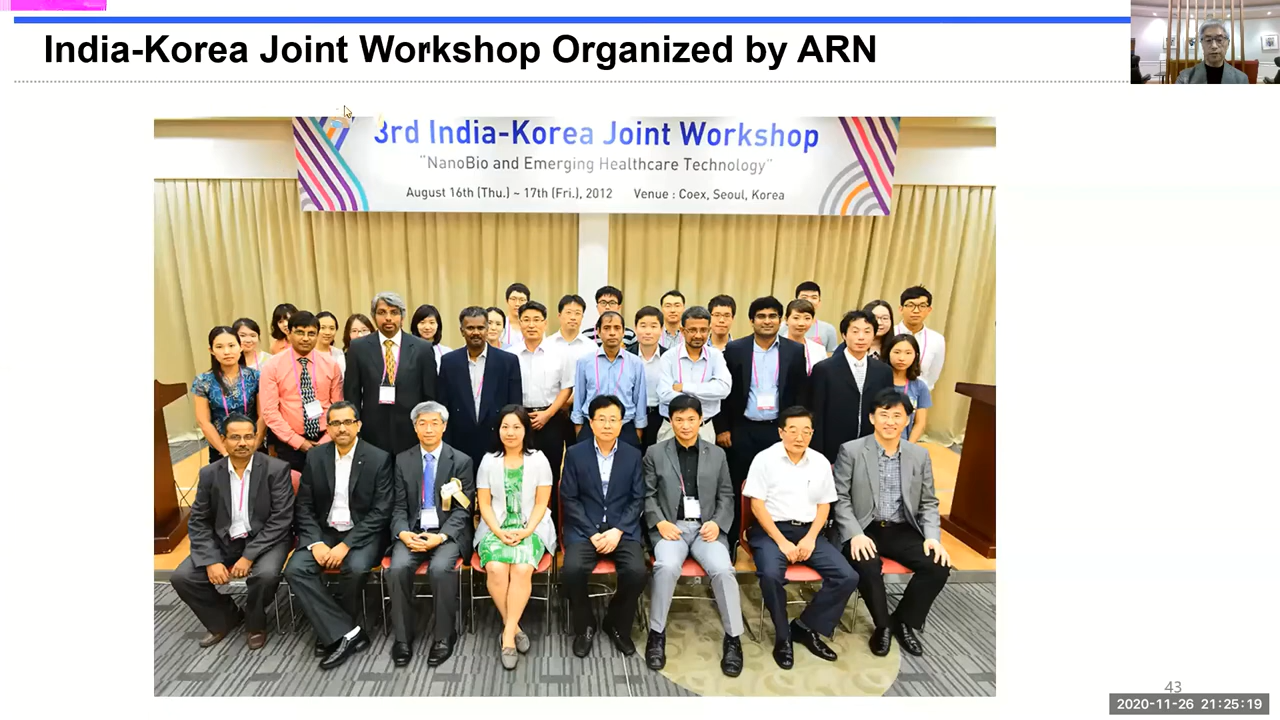 India-Korea Joint Workshop Organized by ARN
3rd India-Korea Joint Workshop
"NanoBio and Emerging Healthcare Technology"
August 16th (Thu.) ~ 17th (Fri.), 2012 Venue : Coex, Seoul, Korea
43
2020-11-26 21:25:19